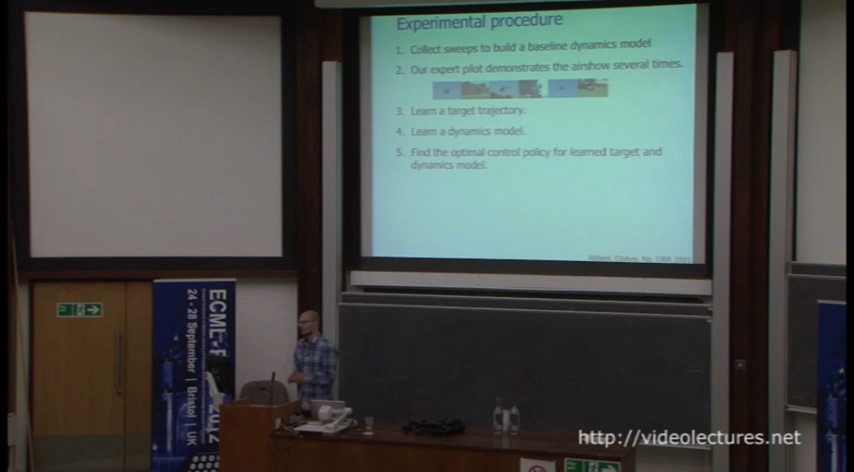 Experimental procedure
1. Collect sweeps to build a baseline dynamics model
2. Our expert pilot demonstrates the airshow several times.
3. Learn a target trajectory.
4. Learn a dynamics model.
5. Find the optimal control policy for learned target and
dynamics model.
ECML-P
2012
24 - 28 September | Bristol | UK
http://videolectures.net